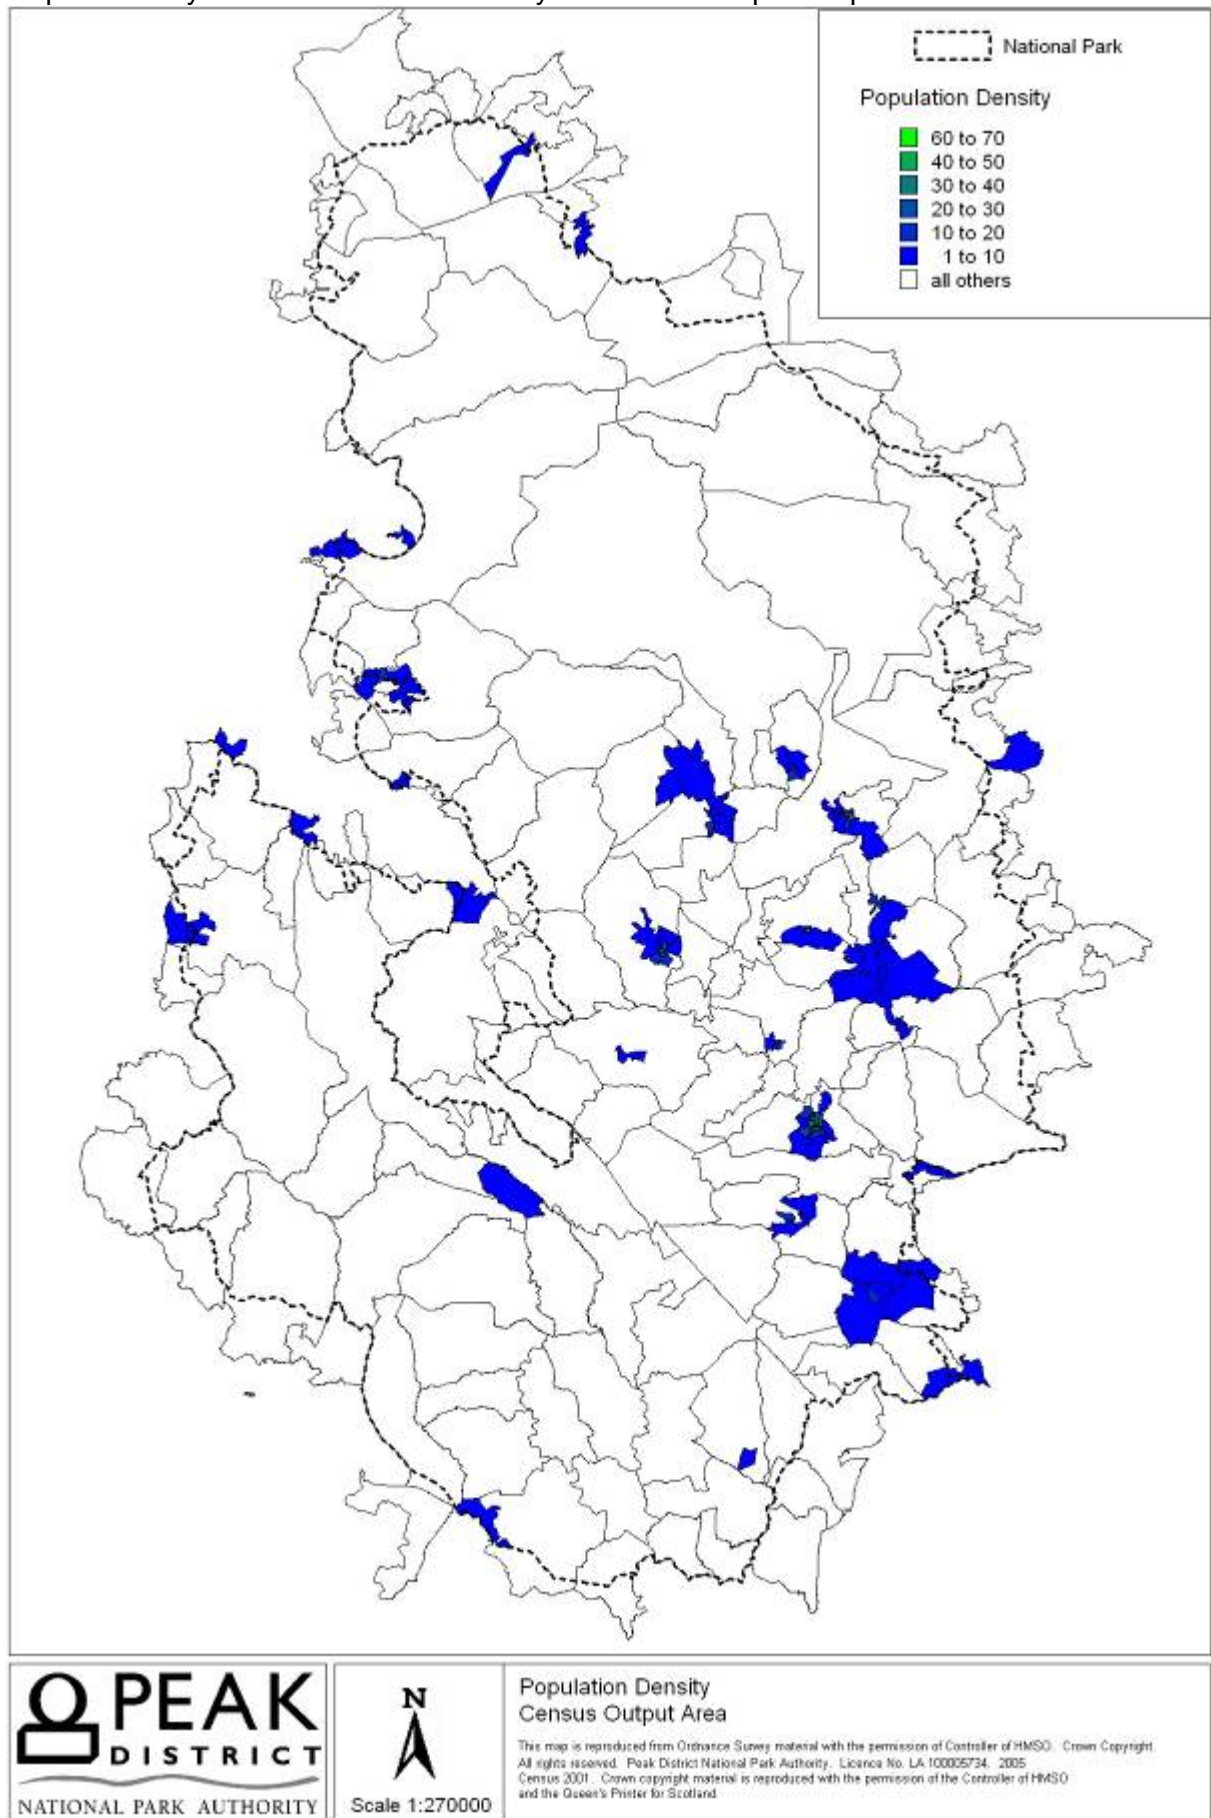 National Park
Population Density
60 to 70
40 to 50
30 to 40
20 to 30
10 to 20
1 to 10
all others
PEAK
DISTRICT
NATIONAL PARK AUTHORITY
N
Scale 1:270000
Population Density
Census Output Area
This map is reproduced from Ordnance Survey material with the permission of Controller of HMSO. Crown Copyright.
All rights reserved. Peak District National Park Authority. Licence No. LA 100005734. 2005
Census 2001. Crown copyright material is reproduced with the permission of the Controller of HMSO
and the Queen's Printer for Scotland